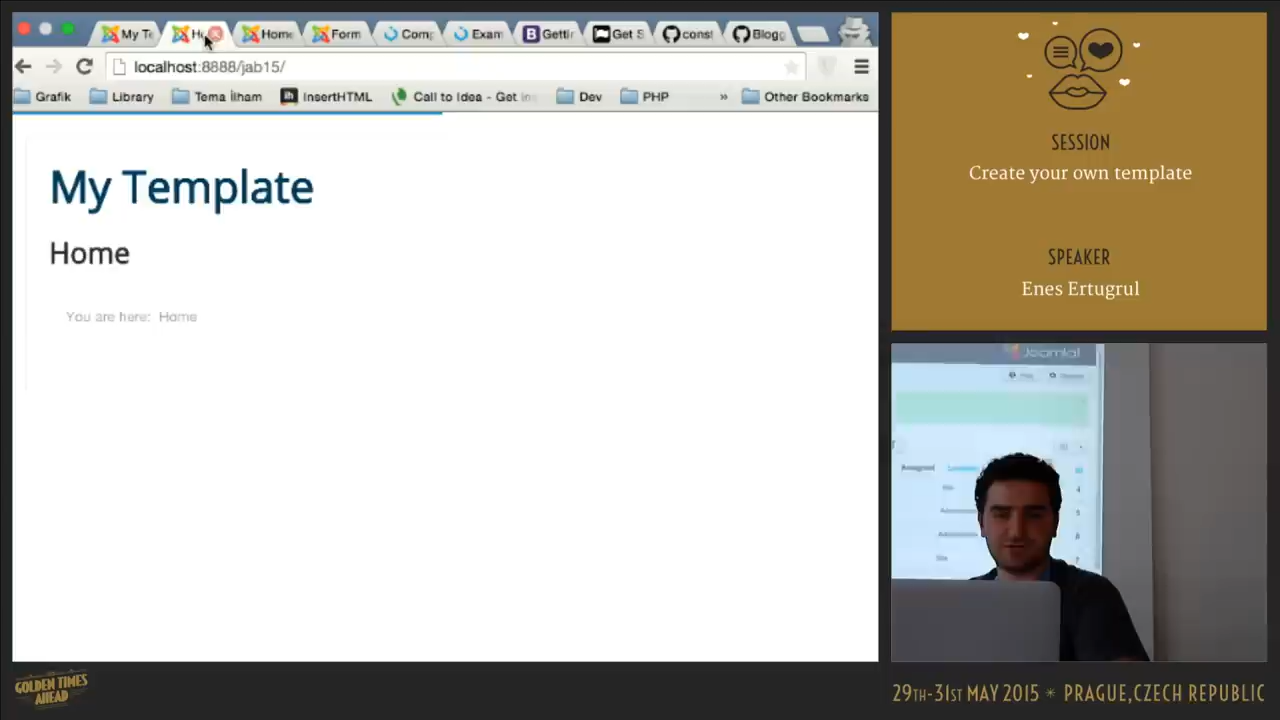 My Te
Ho
Home
Form
Comp
Exam
Gettir
Get S
const
Blogg
localhost:8888/jab15/
Grafik
Library
Tema İlham
InsertHTML
Call to Idea - Get In
Dev
PHP
»
Other Bookmarks
My Template
Home
You are here: Home
SESSION
Create your own template
SPEAKER
Enes Ertugrul
Joomla!
GOLDEN TIMES
AHEAD
29TH-31ST MAY 2015 * PRAGUE,CZECH REPUBLIC